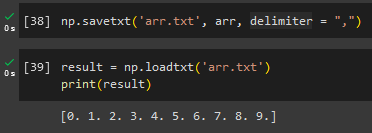 [38] np.savetxt('arr.txt', arr, delimiter = ",")
0s
[39] result = np.loadtxt('arr.txt')
0s
print(result)
[0. 1. 2. 3. 4. 5. 6. 7. 8. 9.]